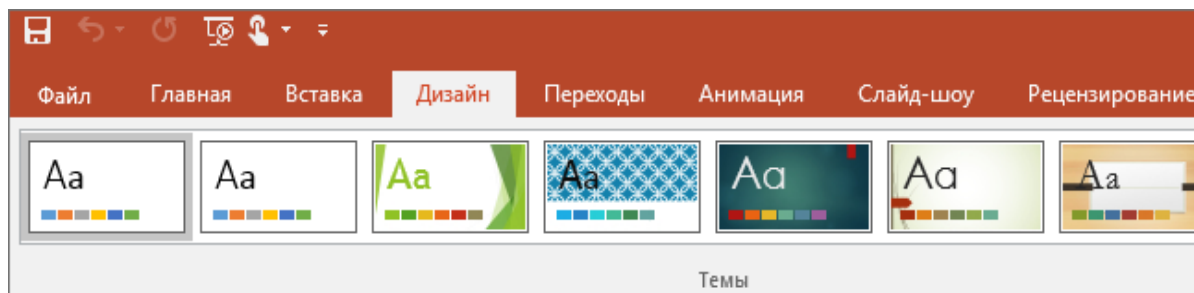 Файл Главная Вставка Дизайн Переходы Анимация Слайд-шоу Рецензирование
Aa Aa Aa Aa Aa Aa Aa
Темы